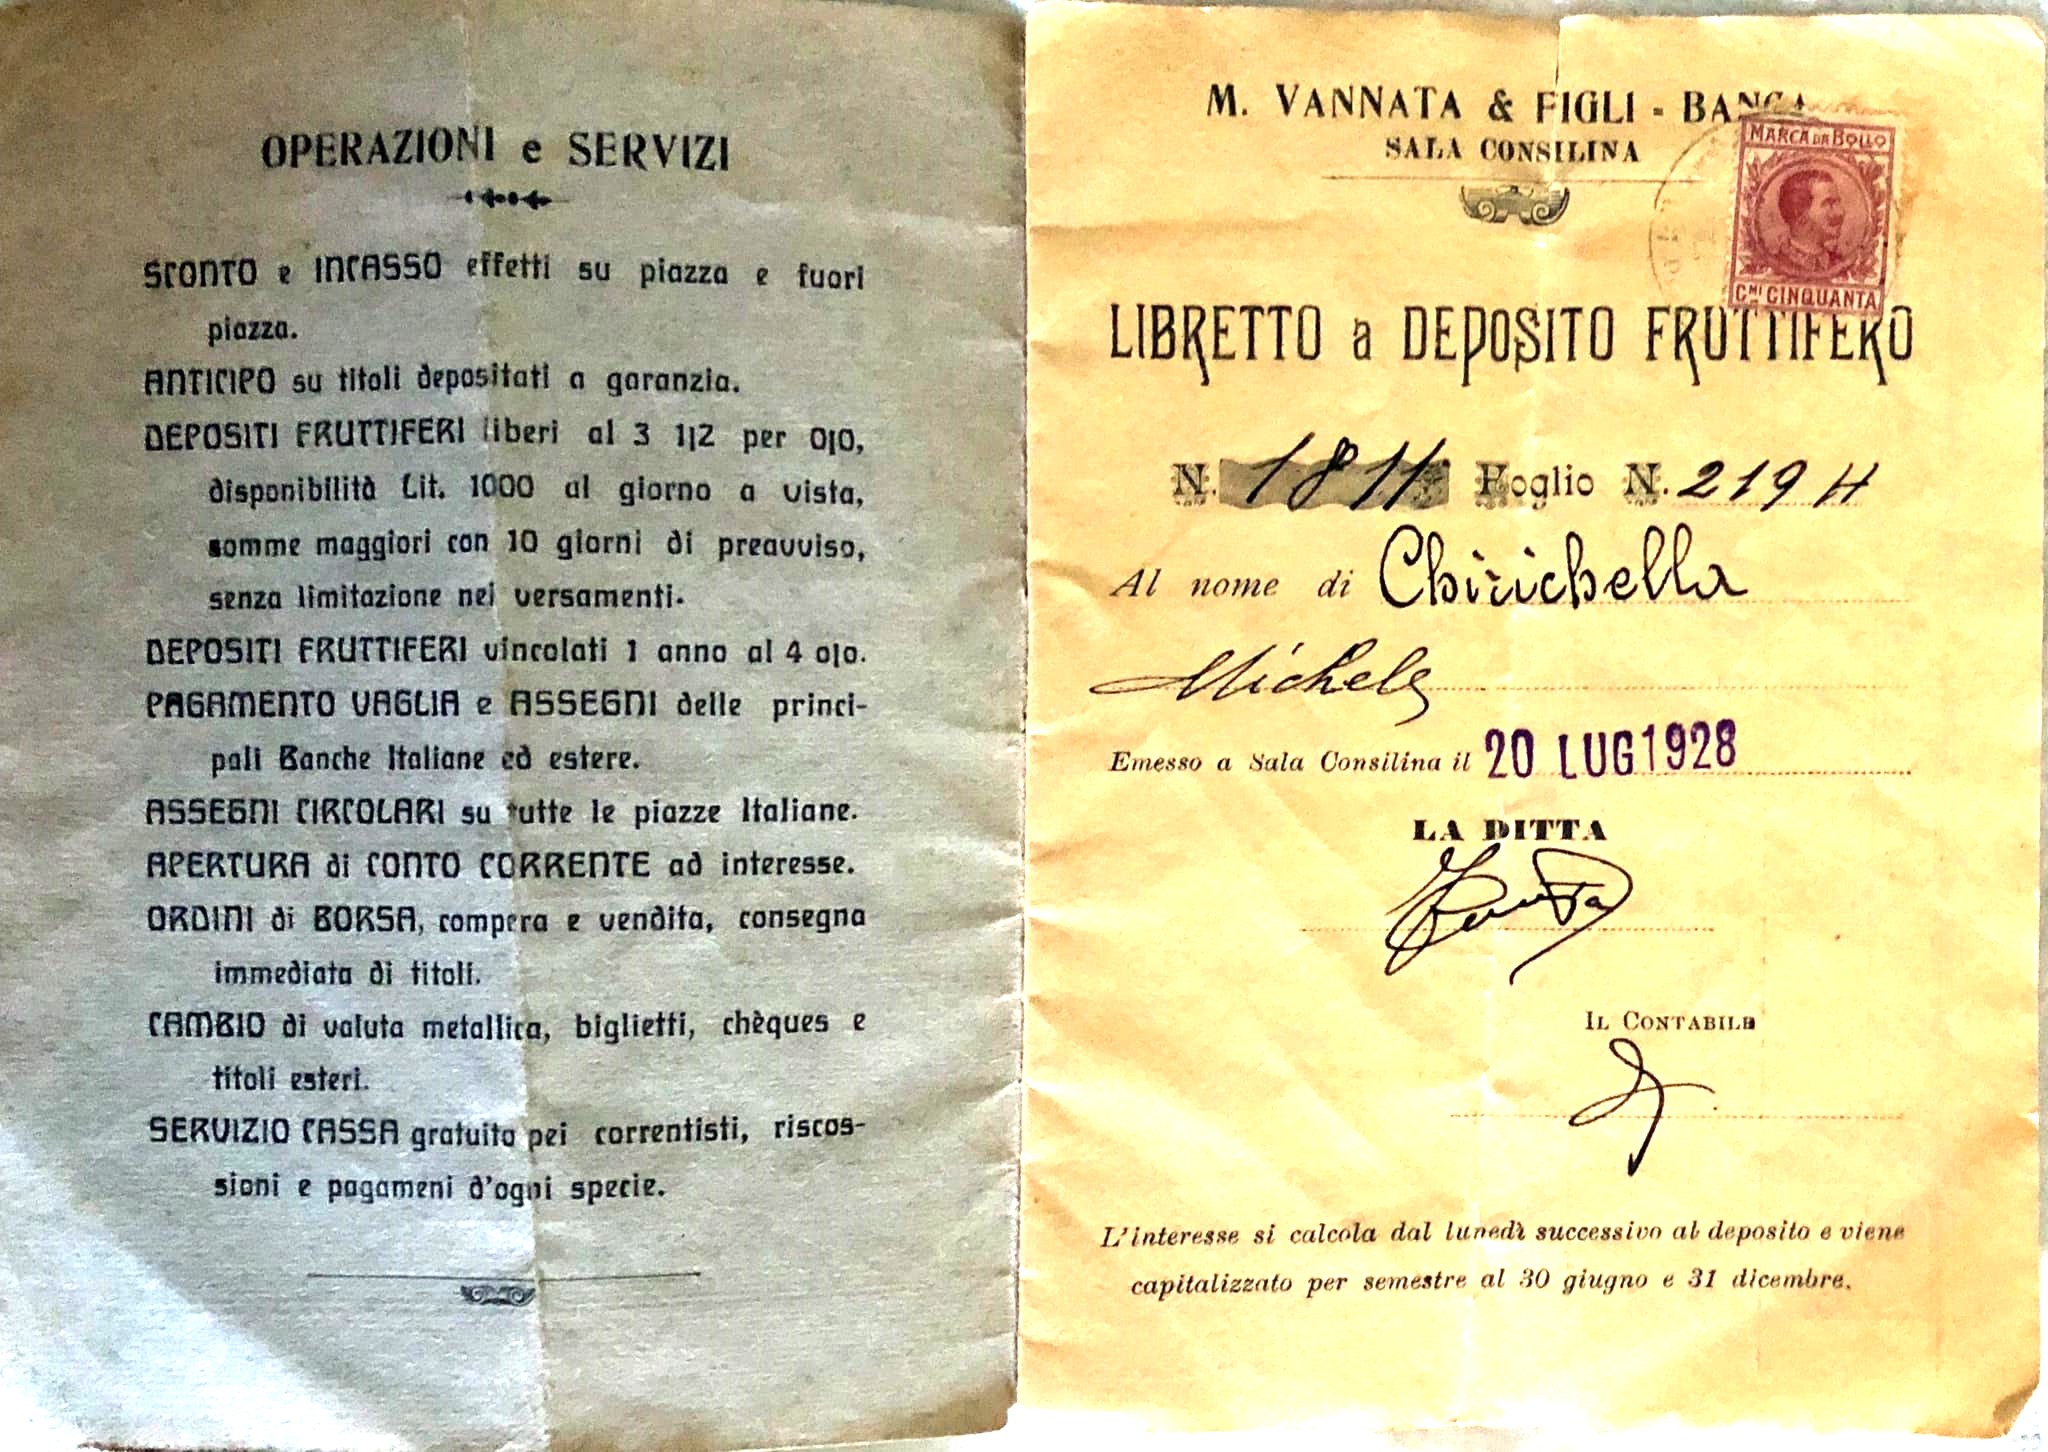 OPERAZIONI e SERVIZI
SCONTO e INCASSO effetti su piazza e fuori
piazza.
ANTICIPO su titoli depositati a garanzia.
DEPOSITI FRUTTIFERI liberi al 3 1|2 per 0|0,
disponibilità Lit. 1000 al giorno a vista,
somme maggiori con 10 giorni di preavviso,
senza limitazione nei versamenti.
DEPOSITI FRUTTIFERI vincolati 1 anno al 4 0|0.
PAGAMENTO VAGLIA e ASSEGNI delle princi-
pali Banche Italiane ed estere.
ASSEGNI CIRCOLARI su tutte le piazze Italiane.
APERTURA di CONTO CORRENTE ad interesse.
ORDINI di BORSA, compera e vendita, consegna
immediata di titoli.
CAMBIO di valuta metallica, biglietti, chèques e
titoli esteri.
SERVIZIO CASSA gratuito pei correntisti, riscos-
sioni e pagameni d'ogni specie.
M. VANNATA & FIGLI - BANCA
SALA CONSILINA
MARCA DA BOLLO
CMI CINQUANTA
LIBRETTO a DEPOSITO FRUTTIFERO
N. Foglio N.
Al nome di Chirichella
Michele
Emesso a Sala Consilina il 20 LUG 1928
LA DITTA
IL CONTABILE
L'interesse si calcola dal lunedì successivo al deposito e viene
capitalizzato per semestre al 30 giugno e 31 dicembre.